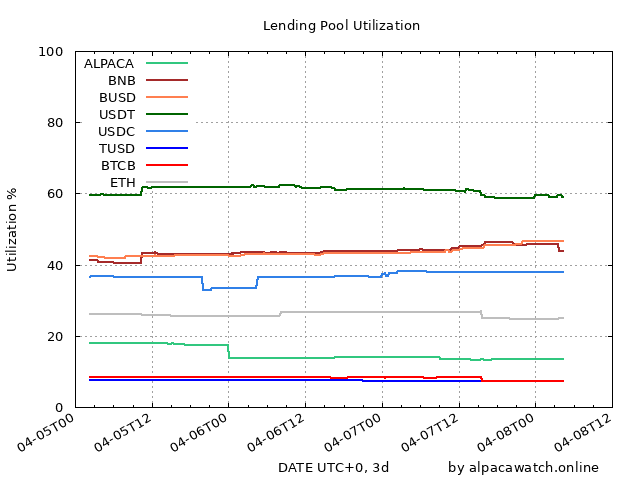 Lending Pool Utilization
100
80
60
40
20
0
Utilization %
ALPACA
BNB
BUSD
USDT
USDC
TUSD
BTCB
ETH
04-05T00
04-05T12
04-06T00
04-06T12
04-07T00
04-07T12
04-08T00
04-08T12
DATE UTC+0, 3d
by alpacawatch.online